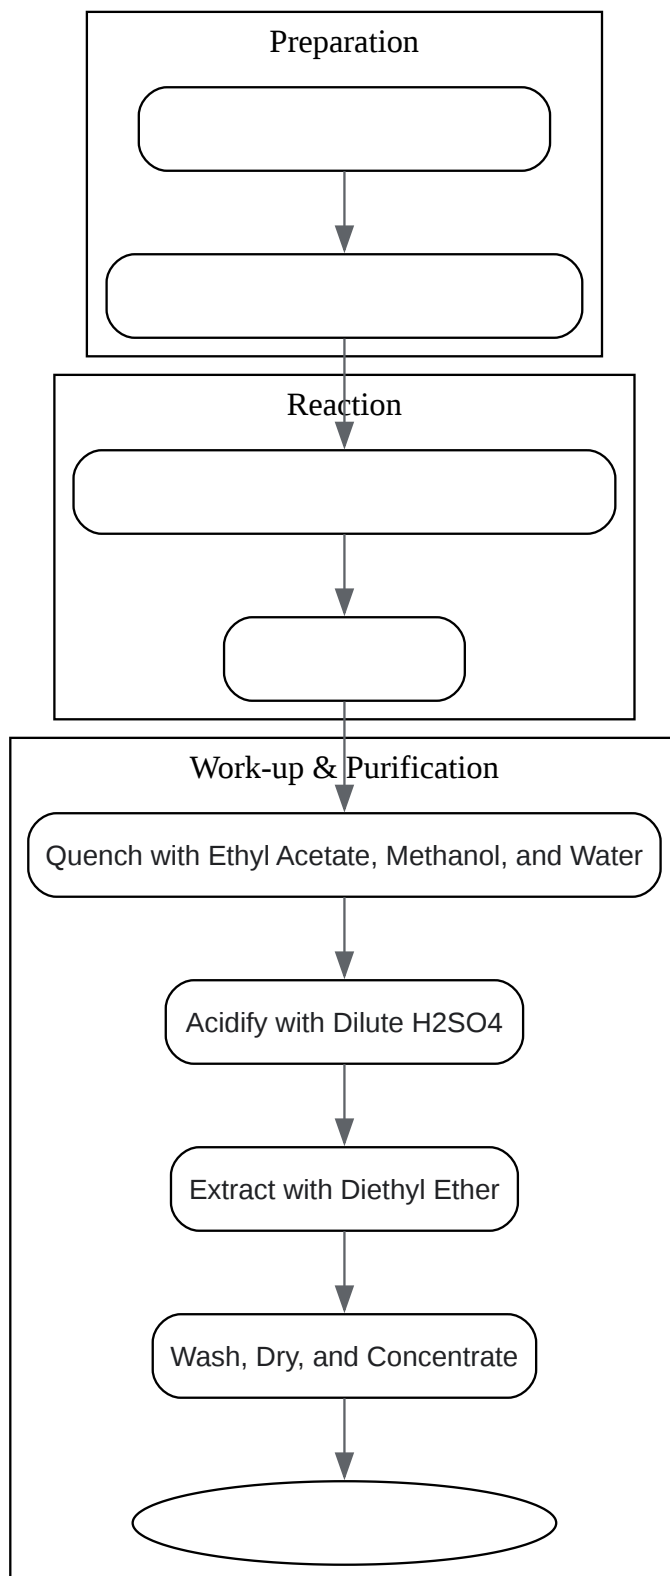 Preparation
Reaction
Work-up & Purification
Quench with Ethyl Acetate, Methanol, and Water
Acidify with Dilute H2SO4
Extract with Diethyl Ether
Wash, Dry, and Concentrate